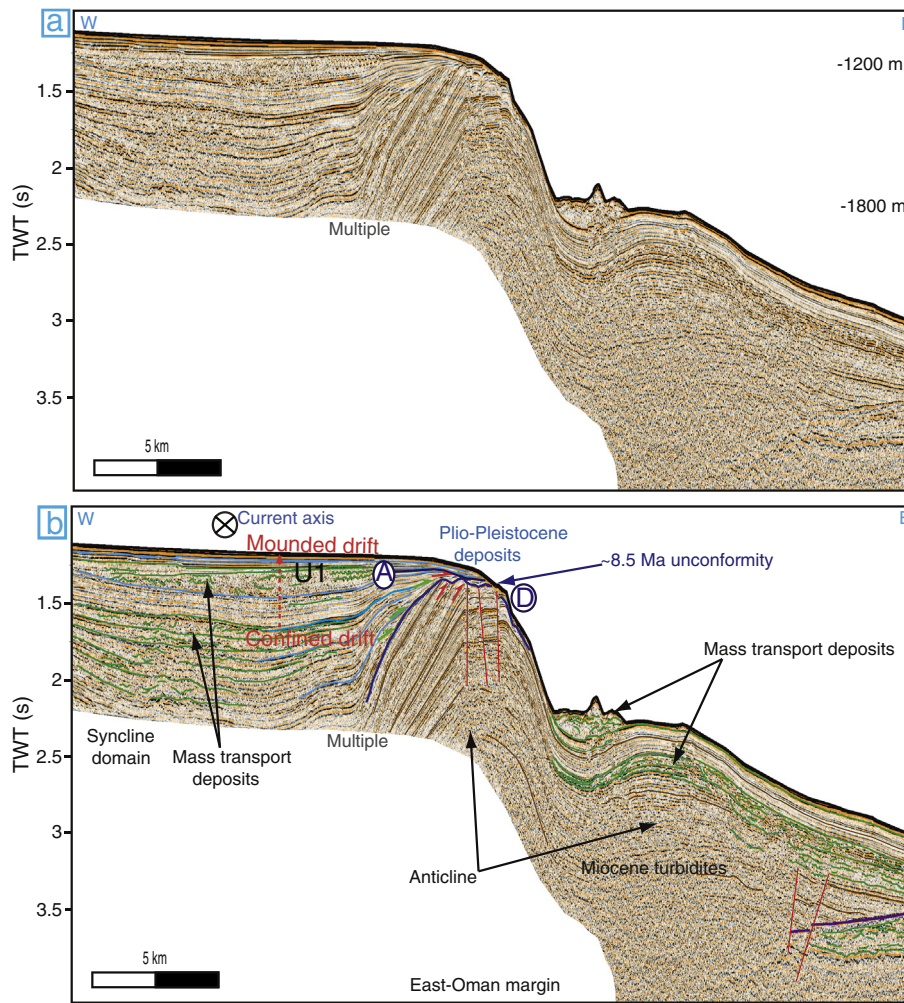 a
W
-1200 m
1.5
2
-1800 m
TWT (s)
Multiple
2.5
3
3.5
5 km
b
W
E
Current axis
Plio-Pleistocene
deposits
Mounded drift
~8.5 Ma unconformity
U1
A
D
1.5
Confined drift
Mass transport deposits
2
TWT (s)
Syncline
domain
Mass transport
deposits
Multiple
2.5
3
Anticline
Miocene turbidites
3.5
5 km
East-Oman margin